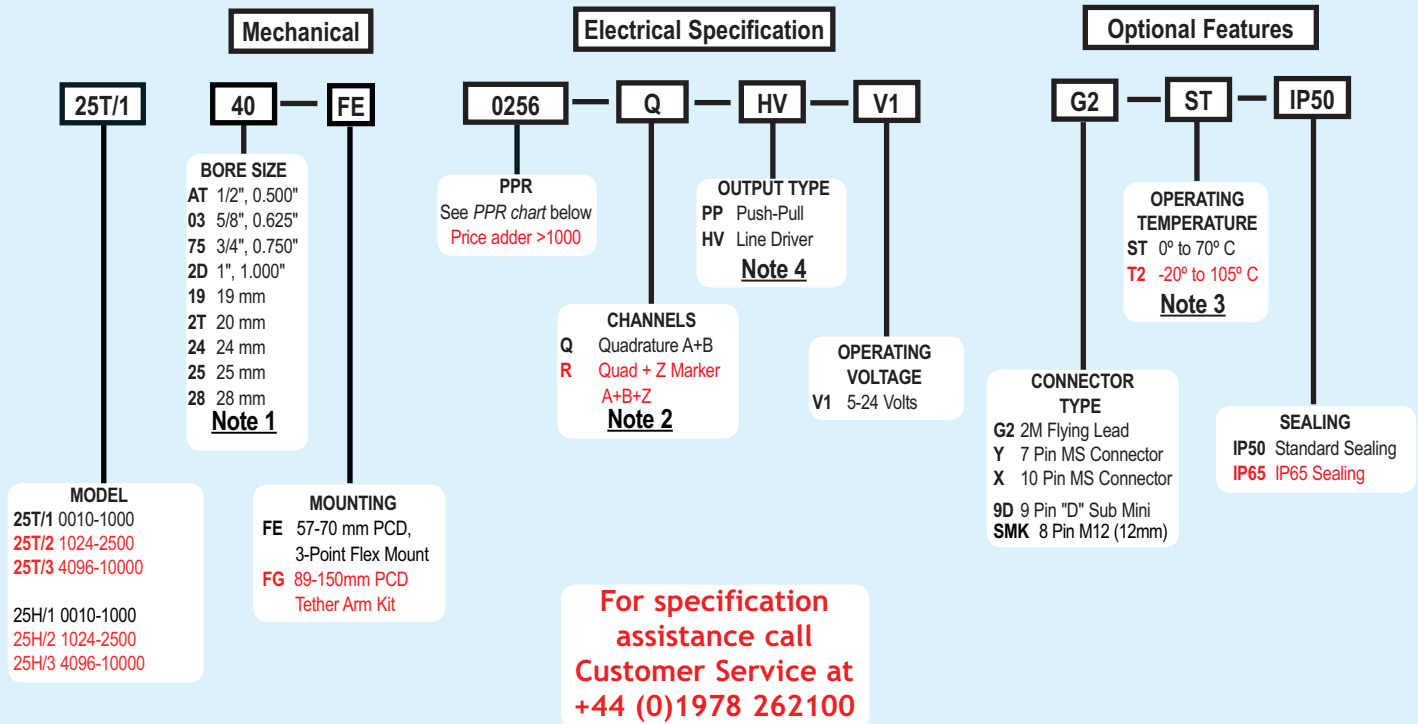 Mechanical
Electrical Specification
Optional Features
25T/1
40
FE
0256
Q
HV
V1
G2
ST
IP50
BORE SIZE
AT 1/2", 0.500"
03 5/8", 0.625"
75 3/4", 0.750"
2D 1", 1.000"
19 19 mm
2T 20 mm
24 24 mm
25 25 mm
28 28 mm
Note 1
PPR
See PPR chart below
Price adder >1000
OUTPUT TYPE
PP Push-Pull
HV Line Driver
Note 4
OPERATING
TEMPERATURE
ST 0º to 70º C
T2 -20º to 105º C
Note 3
CHANNELS
Q Quadrature A+B
R Quad + Z Marker
A+B+Z
Note 2
OPERATING
VOLTAGE
V1 5-24 Volts
CONNECTOR
TYPE
G2 2M Flying Lead
Y 7 Pin MS Connector
X 10 Pin MS Connector
9D 9 Pin "D" Sub Mini
SMK 8 Pin M12 (12mm)
SEALING
IP50 Standard Sealing
IP65 IP65 Sealing
MODEL
25T/1 0010-1000
25T/2 1024-2500
25T/3 4096-10000
25H/1 0010-1000
25H/2 1024-2500
25H/3 4096-10000
MOUNTING
FE 57-70 mm PCD,
3-Point Flex Mount
FG 89-150mm PCD
Tether Arm Kit
For specification
assistance call
Customer Service at
+44 (0)1978 262100